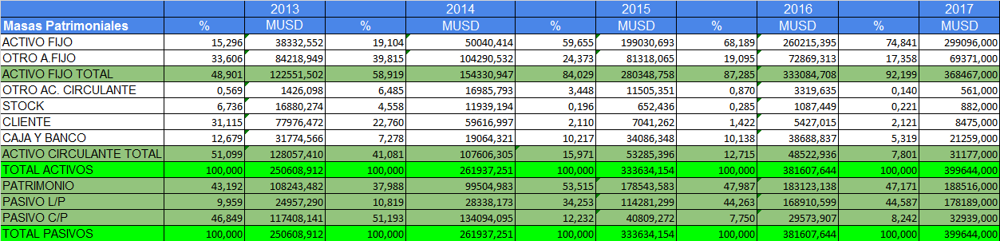 2013 2014 2015 2016 2017
Masas Patrimoniales % MUSD % MUSD % MUSD % MUSD % MUSD
ACTIVO FIJO 15,296 38332,552 19,104 50040,414 59,655 199030,693 68,189 260215,395 74,841 299096,000
OTRO A.FIJO 33,606 84218,949 39,815 104290,532 24,373 81318,065 19,095 72869,313 17,358 69371,000
ACTIVO FIJO TOTAL 48,901 122551,502 58,919 154330,947 84,029 280348,758 87,285 333084,708 92,199 368467,000
OTRO AC. CIRCULANTE 0,569 1426,098 6,485 16985,793 3,448 11505,351 0,870 3319,635 0,140 561,000
STOCK 6,736 16880,274 4,558 11939,194 0,196 652,436 0,285 1087,449 0,221 882,000
CLIENTE 31,115 77976,472 22,760 59616,997 2,110 7041,262 1,422 5427,015 2,121 8475,000
CAJA Y BANCO 12,679 31774,566 7,278 19064,321 10,217 34086,348 10,138 38688,837 5,319 21259,000
ACTIVO CIRCULANTE TOTAL 51,099 128057,410 41,081 107606,305 15,971 53285,396 12,715 48522,936 7,801 31177,000
TOTAL ACTIVOS 100,000 250608,912 100,000 261937,251 100,000 333634,154 100,000 381607,644 100,000 399644,000
PATRIMONIO 43,192 108243,482 37,988 99504,983 53,515 178543,583 47,987 183123,138 47,171 188516,000
PASIVO L/P 9,959 24957,290 10,819 28338,173 34,253 114281,299 44,263 168910,599 44,587 178189,000
PASIVO C/P 46,849 117408,141 51,193 134094,095 12,232 40809,272 7,750 29573,907 8,242 32939,000
TOTAL PASIVOS 100,000 250608,912 100,000 261937,251 100,000 333634,154 100,000 381607,644 100,000 399644,000